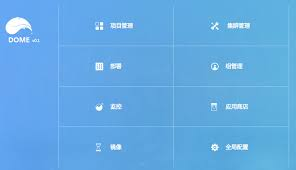 DOME v0.1
项目管理
集群管理
部署
组管理
监控
应用商店
镜像
全局配置